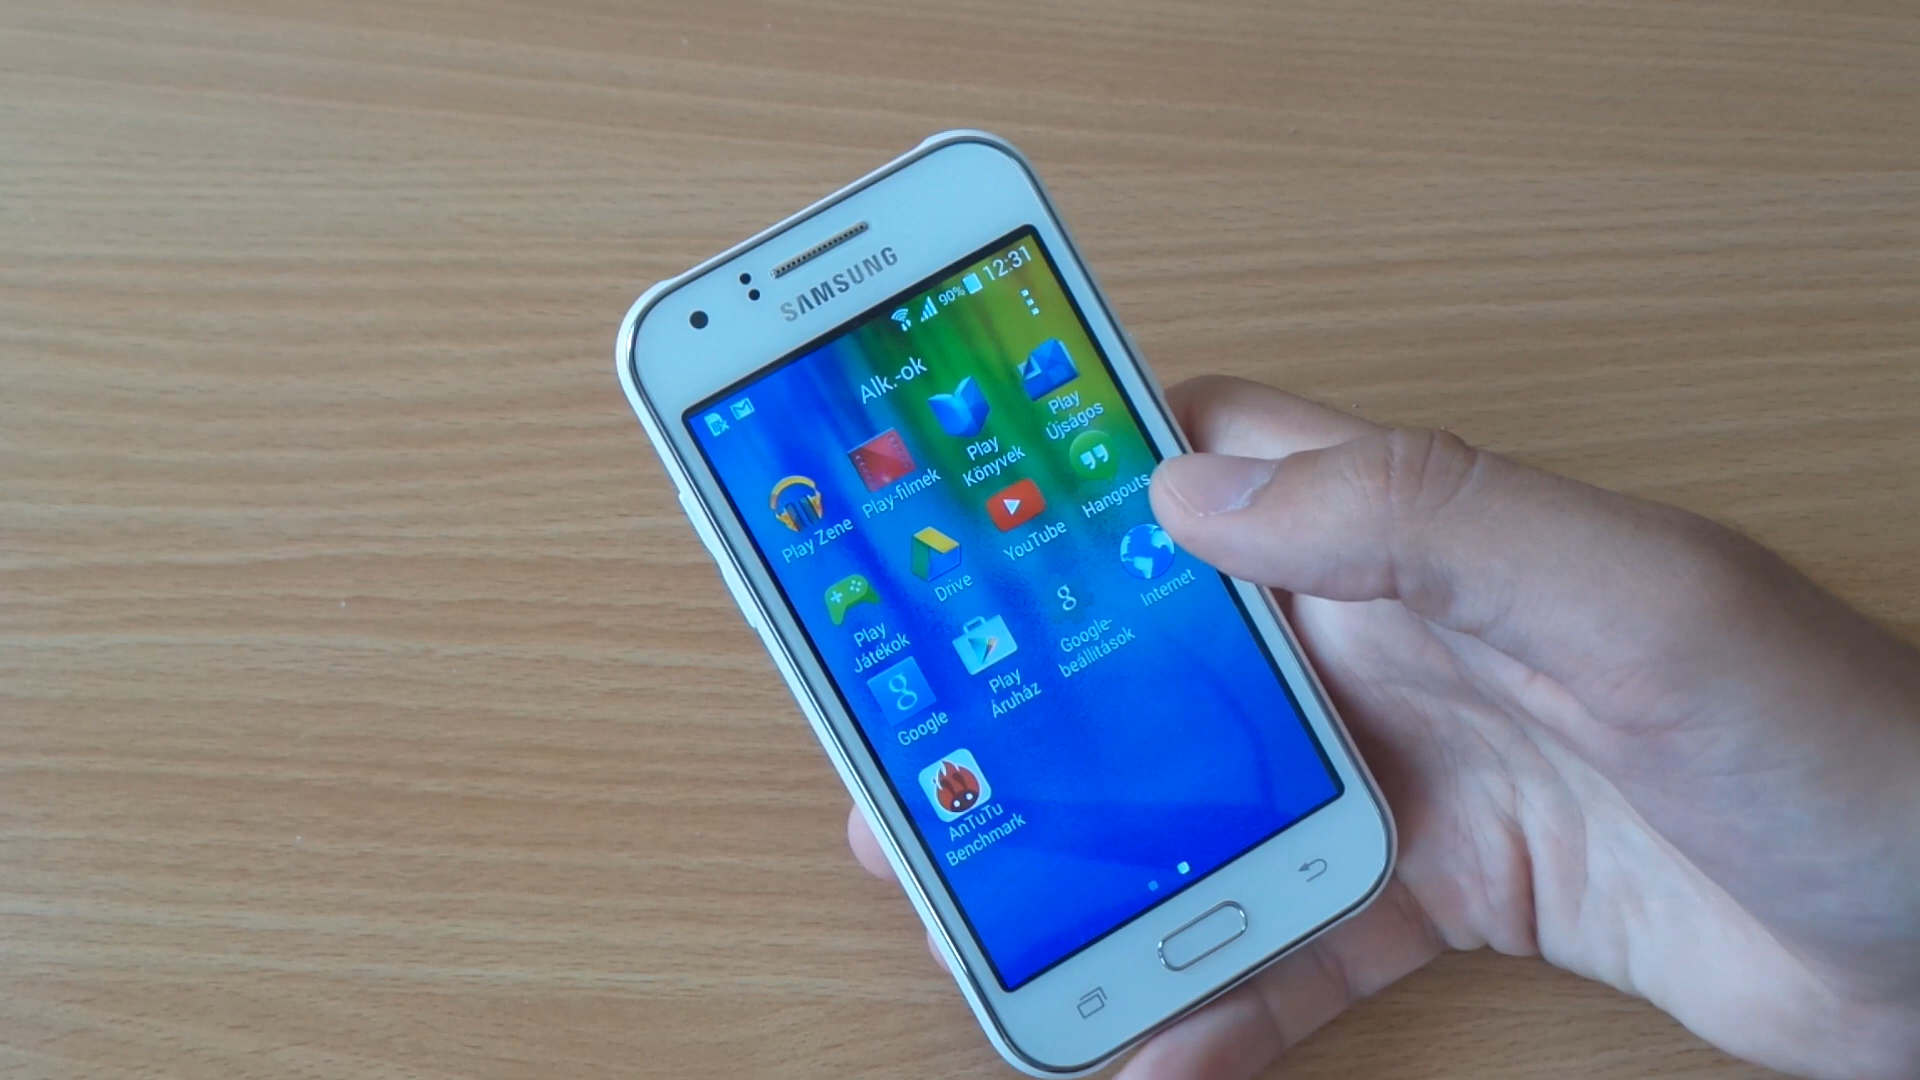 SAMSUNG
90% 12:31
Alk.-ok
Play Zene
Play-filmek
Play
Könyvek
Play
Újságos
Play
Játékok
Drive
YouTube
Hangouts
Google
Play
Áruház
Google-
beállítások
Internet
AnTuTu
Benchmark